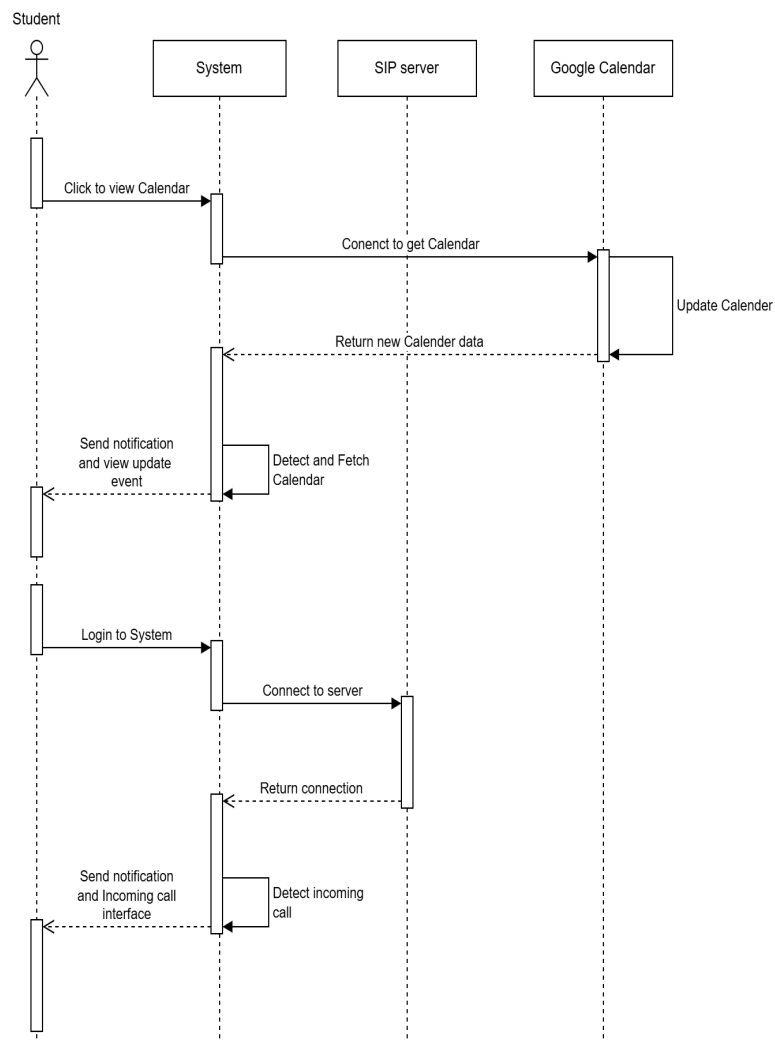 Student
System
SIP server
Google Calendar
Click to view Calendar
Conenct to get Calendar
Update Calender
Return new Calender data
Send notification
and view update
event
Detect and Fetch
Calendar
Login to System
Connect to server
Return connection
Send notification
and Incoming call
interface
Detect incoming
call